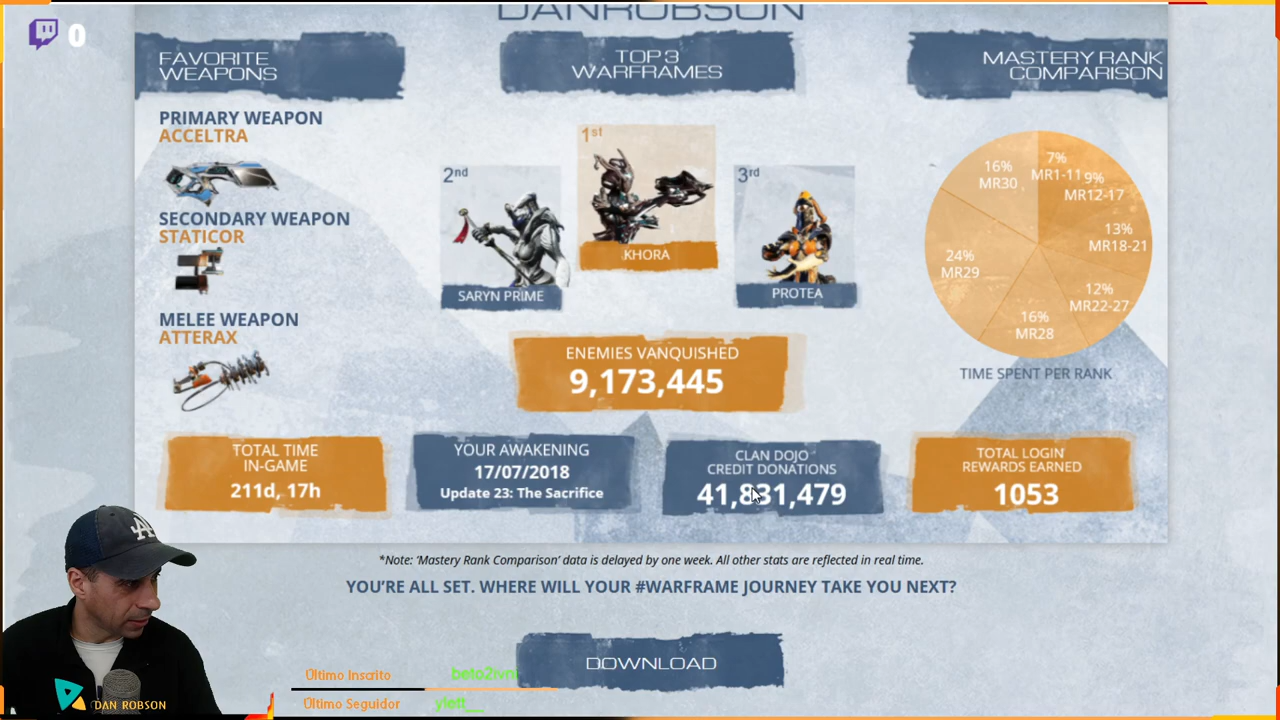 0
DANROBSON
FAVORITE
WEAPONS
PRIMARY WEAPON
ACCELTRA
SECONDARY WEAPON
STATICOR
MELEE WEAPON
ATTERAX
TOP 3
WARFRAMES
1st
KHORA
2nd
SARYN PRIME
3rd
PROTEA
ENEMIES VANQUISHED
9,173,445
MASTERY RANK
COMPARISON
7%
MR1-11
9%
MR12-17
13%
MR18-21
12%
MR22-27
16%
MR28
24%
MR29
16%
MR30
TIME SPENT PER RANK
TOTAL TIME
IN-GAME
211d, 17h
YOUR AWAKENING
17/07/2018
Update 23: The Sacrifice
CLAN DOJO
CREDIT DONATIONS
41,831,479
TOTAL LOGIN
REWARDS EARNED
1053
*Note: ‘Mastery Rank Comparison’ data is delayed by one week. All other stats are reflected in real time.
YOU’RE ALL SET. WHERE WILL YOUR #WARFRAME JOURNEY TAKE YOU NEXT?
DOWNLOAD
Último Inscrito
Último Seguidor
DAN ROBSON